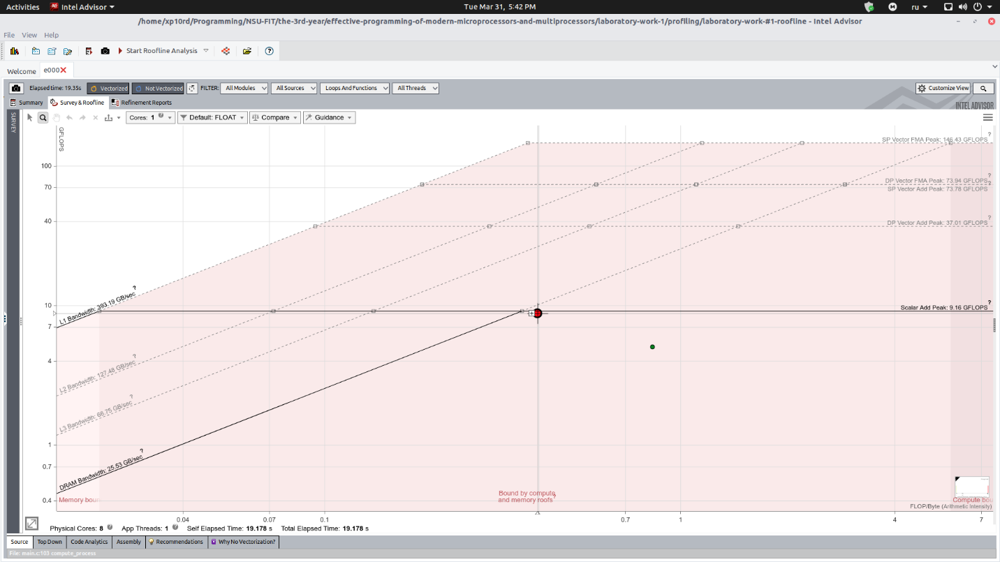 Activities Intel Advisor Tue Mar 31, 5:42 PM ru
/home/xp10rd/Programming/NSU-FIT/the-3rd-year/effective-programming-of-modern-microprocessors-and-multiprocessors/laboratory-work-1/profiling/laboratory-work-#1-roofline - Intel Advisor
File View Help
Start Roofline Analysis
Welcome e000
Elapsed time: 19.35s Vectorized Not Vectorized FILTER: All Modules All Sources Loops And Functions All Threads Customize View
Summary Survey & Roofline Refinement Reports INTEL ADVISOR
SURVEY
Cores: 1 ? Default: FLOAT Compare Guidance
GFLOPS
?
SP Vector FMA Peak: 146.43 GFLOPS
100
?
DP Vector FMA Peak: 73.94 GFLOPS
?
70
SP Vector Add Peak: 73.78 GFLOPS
?
40
DP Vector Add Peak: 37.01 GFLOPS
?
L1 Bandwidth: 393.19 GB/sec
?
10
Scalar Add Peak: 9.16 GFLOPS
7
?
L2 Bandwidth: 127.48 GB/sec
4
?
L3 Bandwidth: 66.75 GB/sec
1
?
DRAM Bandwidth: 25.53 GB/sec
0.7
Bound by compute
and memory roofs ?
0.4
Memory bou
Compute bou
FLOP/Byte (Arithmetic Intensity)
0.04 0.07 0.1 0.7 1 4 7
Physical Cores: 8 ? App Threads: 1 ? Self Elapsed Time: 19.178 s Total Elapsed Time: 19.178 s
Source Top Down Code Analytics Assembly Recommendations Why No Vectorization?
File: main.c:103 compute_process